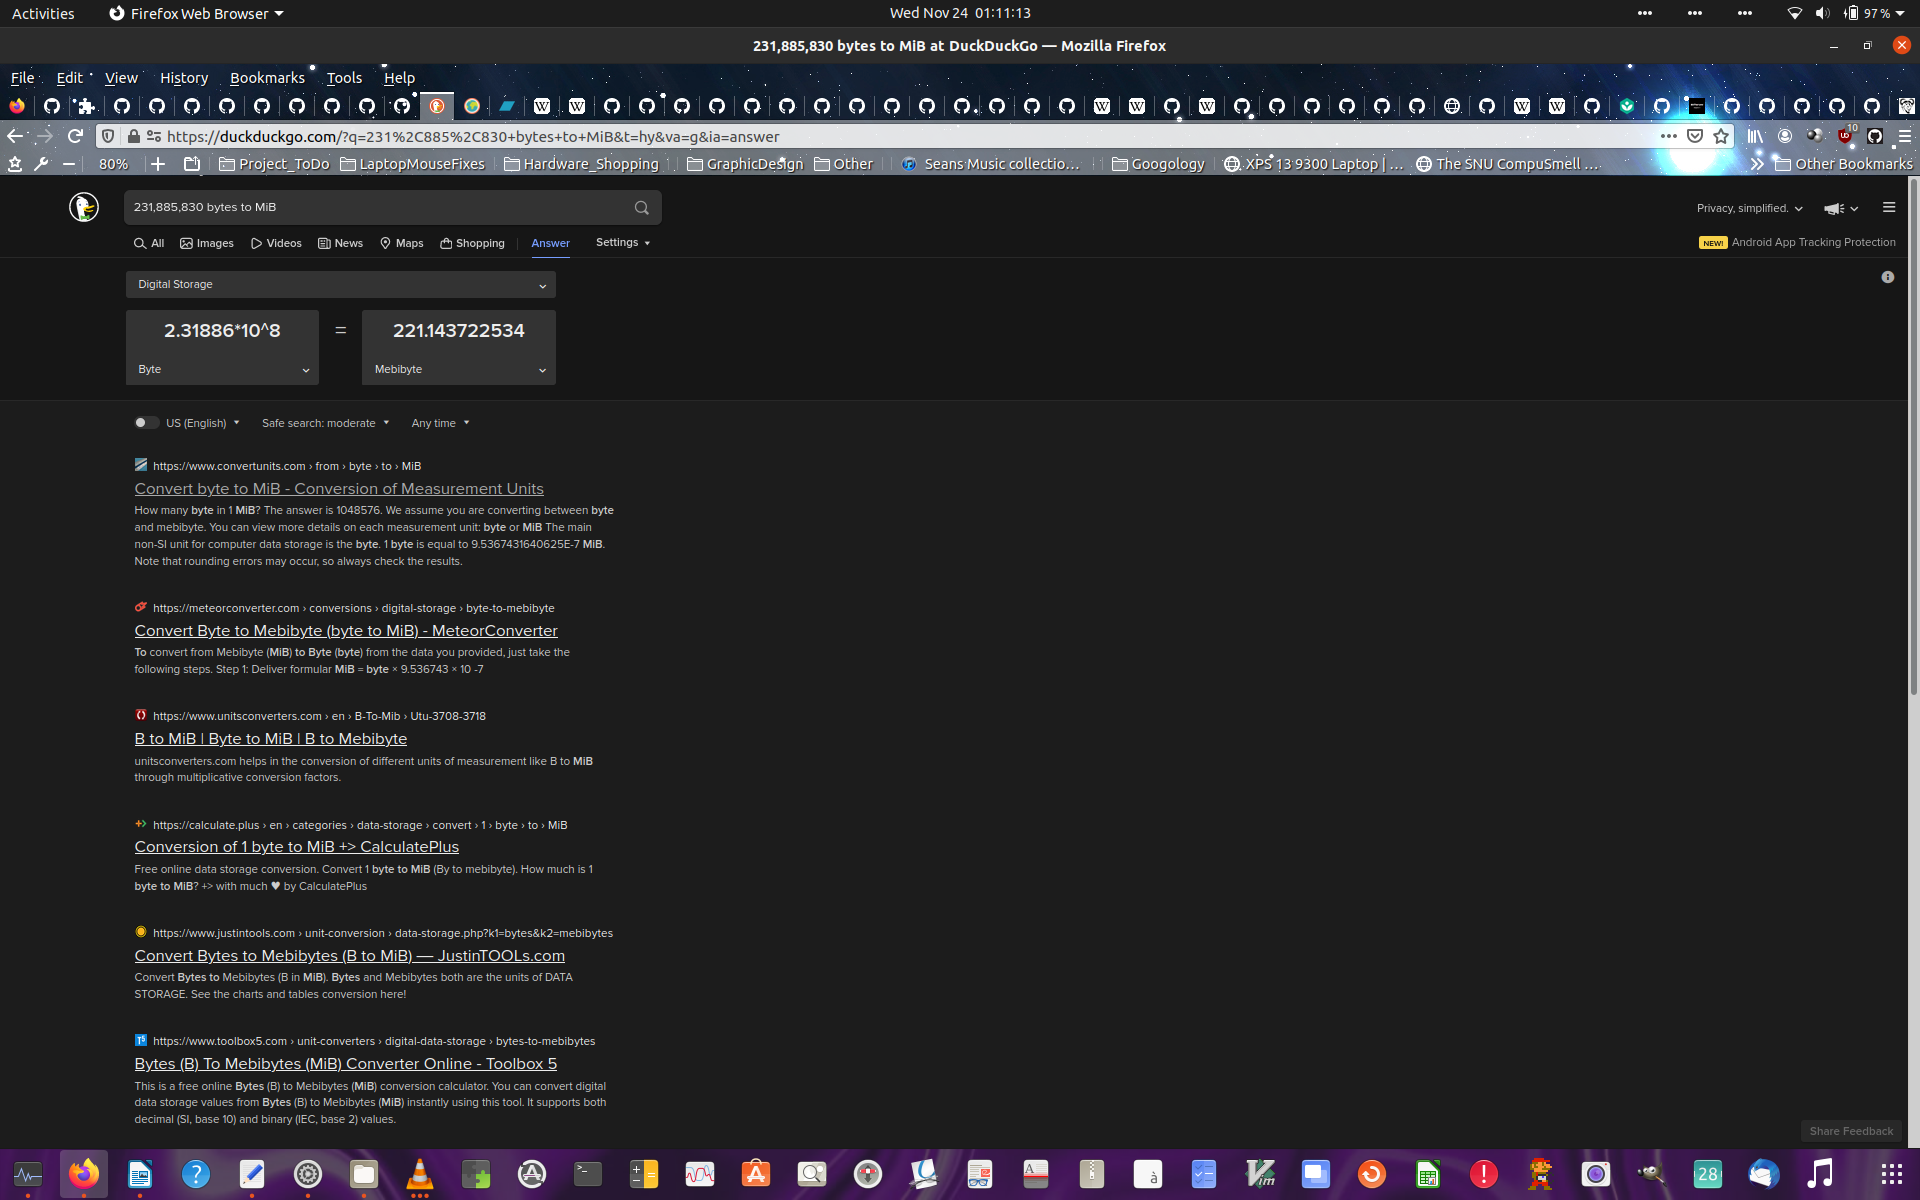 Activities
Firefox Web Browser
Wed Nov 24 01:11:13
97 %
231,885,830 bytes to MiB at DuckDuckGo — Mozilla Firefox
File Edit View History Bookmarks Tools Help
https://duckduckgo.com/?q=231%2C885%2C830+bytes+to+MiB&t=hy&va=g&ia=answer
10
80%
Project_ToDo
LaptopMouseFixes
Hardware_Shopping
GraphicDesign
Other
Seans Music collectio…
Googology
XPS 13 9300 Laptop | …
The SNU CompuSmell …
Other Bookmarks
231,885,830 bytes to MiB
Privacy, simplified.
All Images Videos News Maps Shopping Answer Settings
NEW! Android App Tracking Protection
Digital Storage
2.31886*10^8 = 221.143722534
Byte Mebibyte
US (English) Safe search: moderate Any time
https://www.convertunits.com › from › byte › to › MiB
Convert byte to MiB - Conversion of Measurement Units
How many byte in 1 MiB? The answer is 1048576. We assume you are converting between byte
and mebibyte. You can view more details on each measurement unit: byte or MiB The main
non-SI unit for computer data storage is the byte. 1 byte is equal to 9.5367431640625E-7 MiB.
Note that rounding errors may occur, so always check the results.
https://meteorconverter.com › conversions › digital-storage › byte-to-mebibyte
Convert Byte to Mebibyte (byte to MiB) - MeteorConverter
To convert from Mebibyte (MiB) to Byte (byte) from the data you provided, just take the
following steps. Step 1: Deliver formular MiB = byte × 9.536743 × 10 -7
https://www.unitsconverters.com › en › B-To-Mib › Utu-3708-3718
B to MiB | Byte to MiB | B to Mebibyte
unitsconverters.com helps in the conversion of different units of measurement like B to MiB
through multiplicative conversion factors.
https://calculate.plus › en › categories › data-storage › convert › 1 › byte › to › MiB
Conversion of 1 byte to MiB +> CalculatePlus
Free online data storage conversion. Convert 1 byte to MiB (By to mebibyte). How much is 1
byte to MiB? +> with much ♥ by CalculatePlus
https://www.justintools.com › unit-conversion › data-storage.php?k1=bytes&k2=mebibytes
Convert Bytes to Mebibytes (B to MiB) — JustinTOOLs.com
Convert Bytes to Mebibytes (B in MiB). Bytes and Mebibytes both are the units of DATA
STORAGE. See the charts and tables conversion here!
https://www.toolbox5.com › unit-converters › digital-data-storage › bytes-to-mebibytes
Bytes (B) To Mebibytes (MiB) Converter Online - Toolbox 5
This is a free online Bytes (B) to Mebibytes (MiB) conversion calculator. You can convert digital
data storage values from Bytes (B) to Mebibytes (MiB) instantly using this tool. It supports both
decimal (SI, base 10) and binary (IEC, base 2) values.
Share Feedback
28